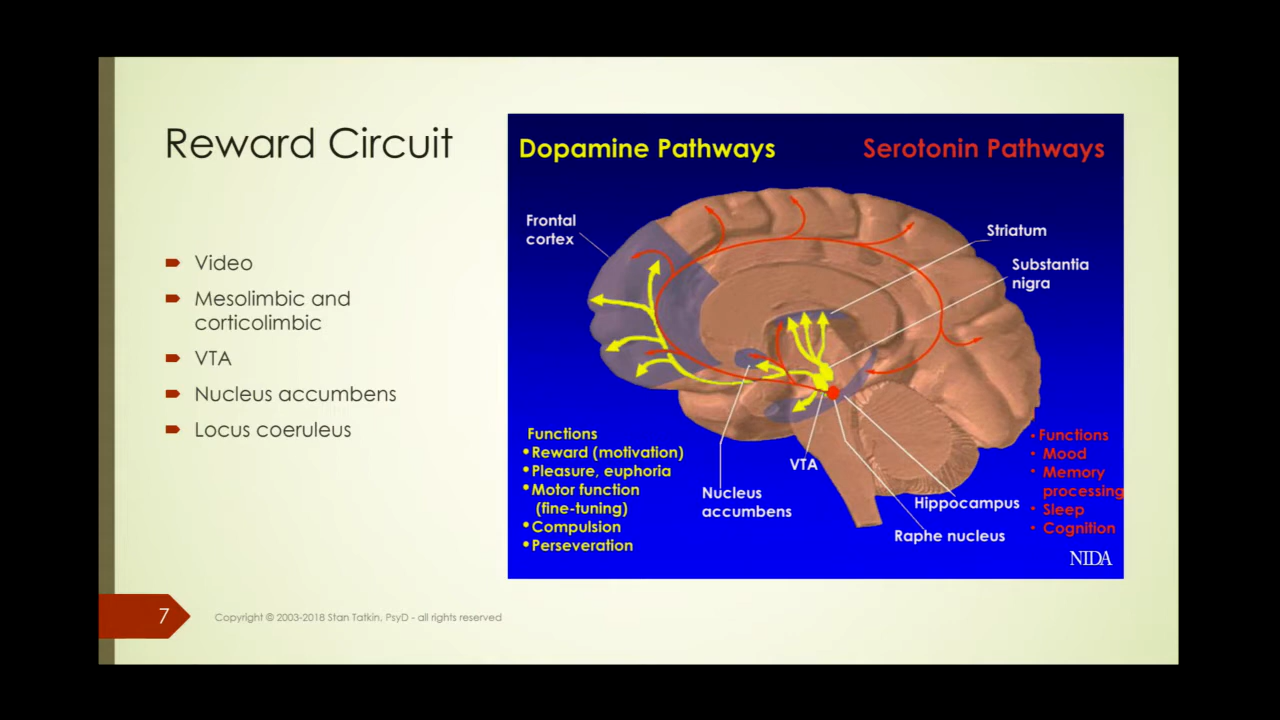 Reward Circuit
Video
Mesolimbic and
corticolimbic
VTA
Nucleus accumbens
Locus coeruleus
Dopamine Pathways
Serotonin Pathways
Frontal
cortex
Striatum
Substantia
nigra
Functions
•Reward (motivation)
•Pleasure, euphoria
•Motor function
(fine-tuning)
•Compulsion
•Perseveration
Nucleus
accumbens
VTA
Hippocampus
Raphe nucleus
• Functions
• Mood
• Memory
processing
• Sleep
• Cognition
NIDA
7
Copyright © 2003-2018 Stan Tatkin, PsyD - all rights reserved